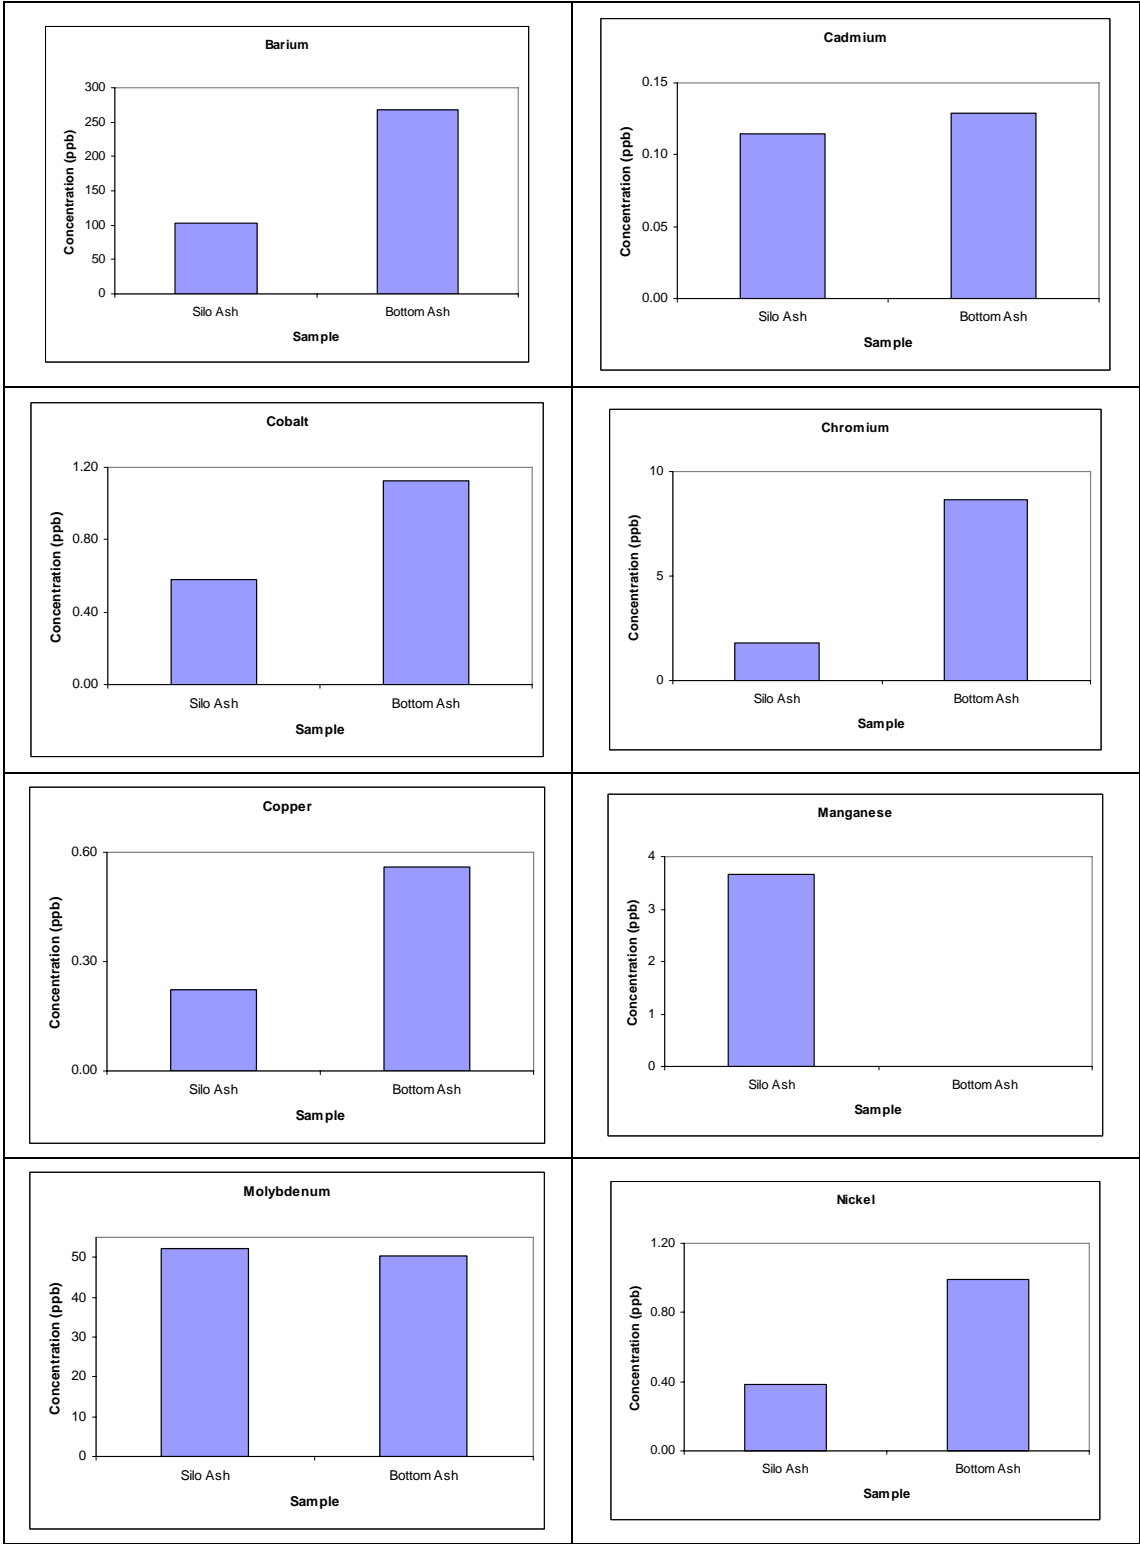 Barium
300
250
200
150
100
50
0
Concentration (ppb)
Silo Ash Bottom Ash
Sample
Cadmium
0.15
0.10
0.05
0.00
Concentration (ppb)
Silo Ash Bottom Ash
Sample
Cobalt
1.20
0.80
0.40
0.00
Concentration (ppb)
Silo Ash Bottom Ash
Sample
Chromium
10
5
0
Concentration (ppb)
Silo Ash Bottom Ash
Sample
Copper
0.60
0.30
0.00
Concentration (ppb)
Silo Ash Bottom Ash
Sample
Manganese
4
3
2
1
0
Concentration (ppb)
Silo Ash Bottom Ash
Sample
Molybdenum
50
40
30
20
10
0
Concentration (ppb)
Silo Ash Bottom Ash
Sample
Nickel
1.20
0.80
0.40
0.00
Concentration (ppb)
Silo Ash Bottom Ash
Sample